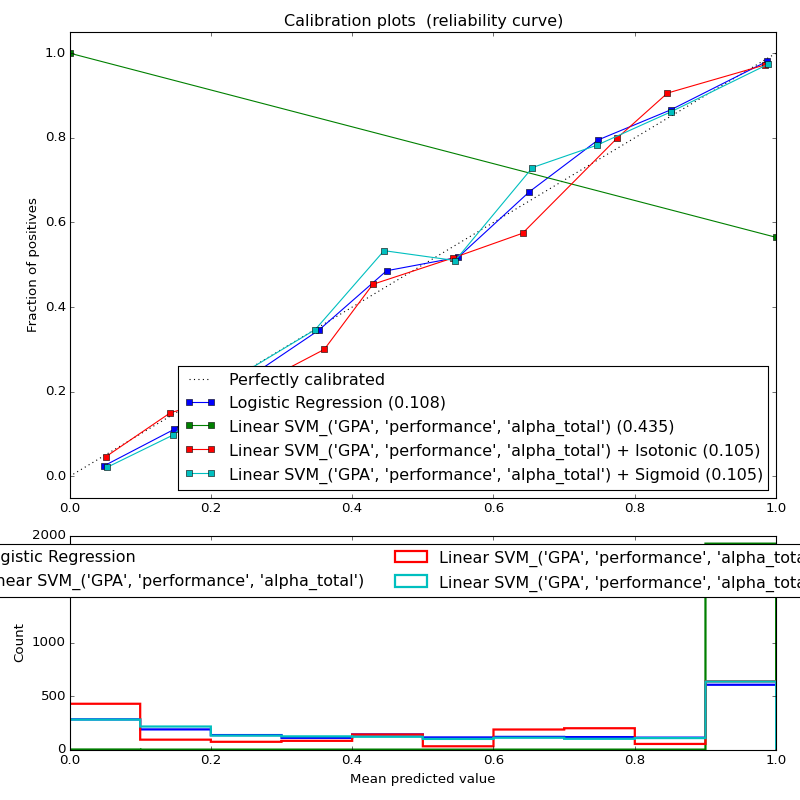 Calibration plots (reliability curve)
1.0
0.8
0.6
0.4
0.2
0.0
Fraction of positives
Perfectly calibrated
Logistic Regression (0.108)
Linear SVM_('GPA', 'performance', 'alpha_total') (0.435)
Linear SVM_('GPA', 'performance', 'alpha_total') + Isotonic (0.105)
Linear SVM_('GPA', 'performance', 'alpha_total') + Sigmoid (0.105)
0.0 0.2 0.4 0.6 0.8 1.0
2000
gistic Regression
near SVM_('GPA', 'performance', 'alpha_total')
Linear SVM_('GPA', 'performance', 'alpha_tota
Linear SVM_('GPA', 'performance', 'alpha_tota
1000
500
0
Count
0.0 0.2 0.4 0.6 0.8 1.0
Mean predicted value